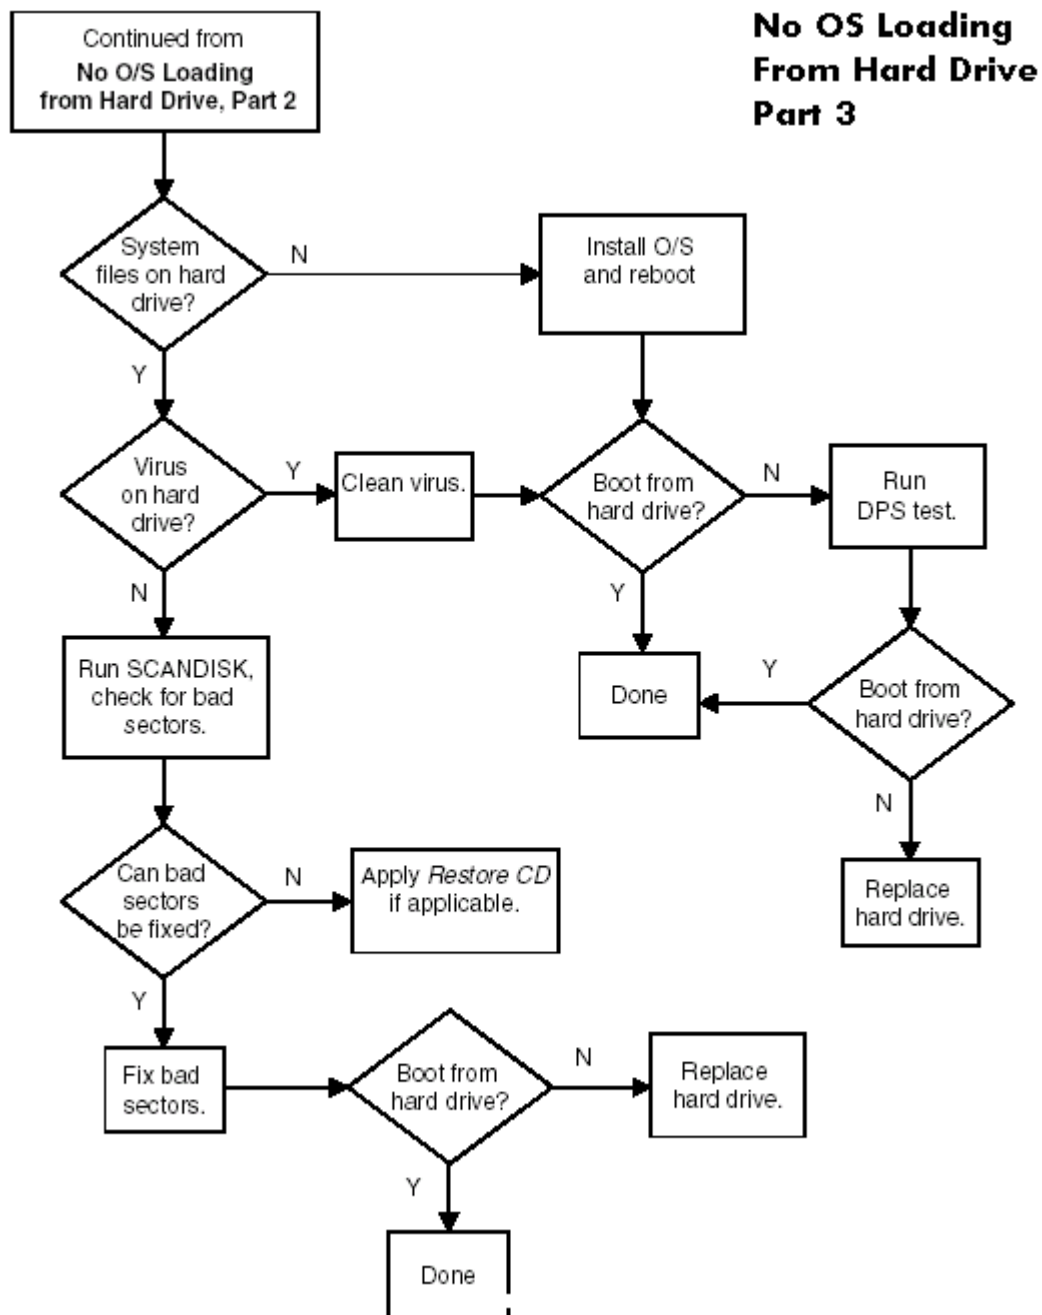 No OS Loading
From Hard Drive
Part 3
Continued from
No O/S Loading
from Hard Drive, Part 2
System
files on hard
drive?
N
Install O/S
and reboot
Y
Virus
on hard
drive?
Y
Clean virus.
Boot from
hard drive?
N
Run
DPS test.
N
Y
Run SCANDISK,
check for bad
sectors.
Done
Y
Boot from
hard drive?
N
Can bad
sectors
be fixed?
N
Apply Restore CD
if applicable.
Replace
hard drive.
Y
Fix bad
sectors.
Boot from
hard drive?
N
Replace
hard drive.
Y
Done